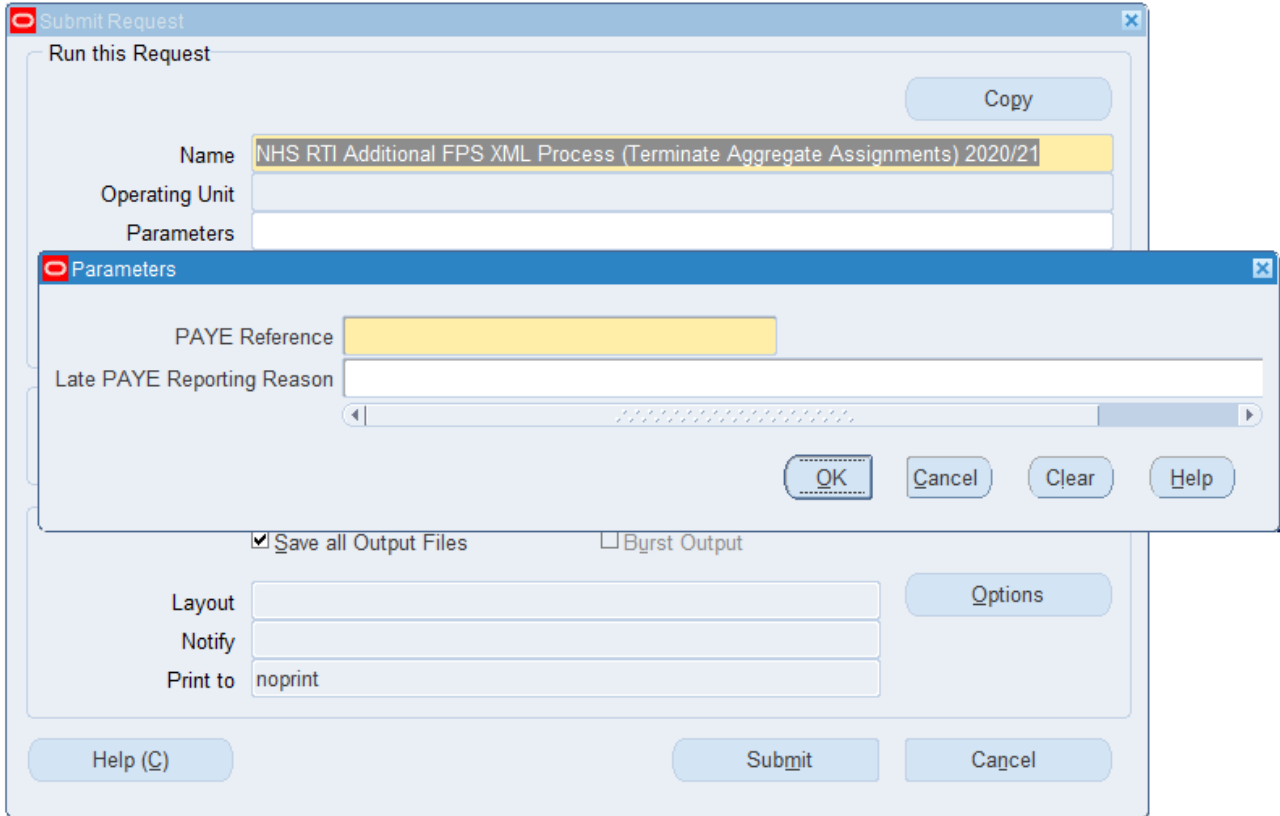 Submit Request
Run this Request
Copy
Name NHS RTI Additional FPS XML Process (Terminate Aggregate Assignments) 2020/21
Operating Unit
Parameters
Parameters
PAYE Reference
Late PAYE Reporting Reason
OK Cancel Clear Help
Save all Output Files Burst Output
Layout Options
Notify
Print to noprint
Help (C) Submit Cancel